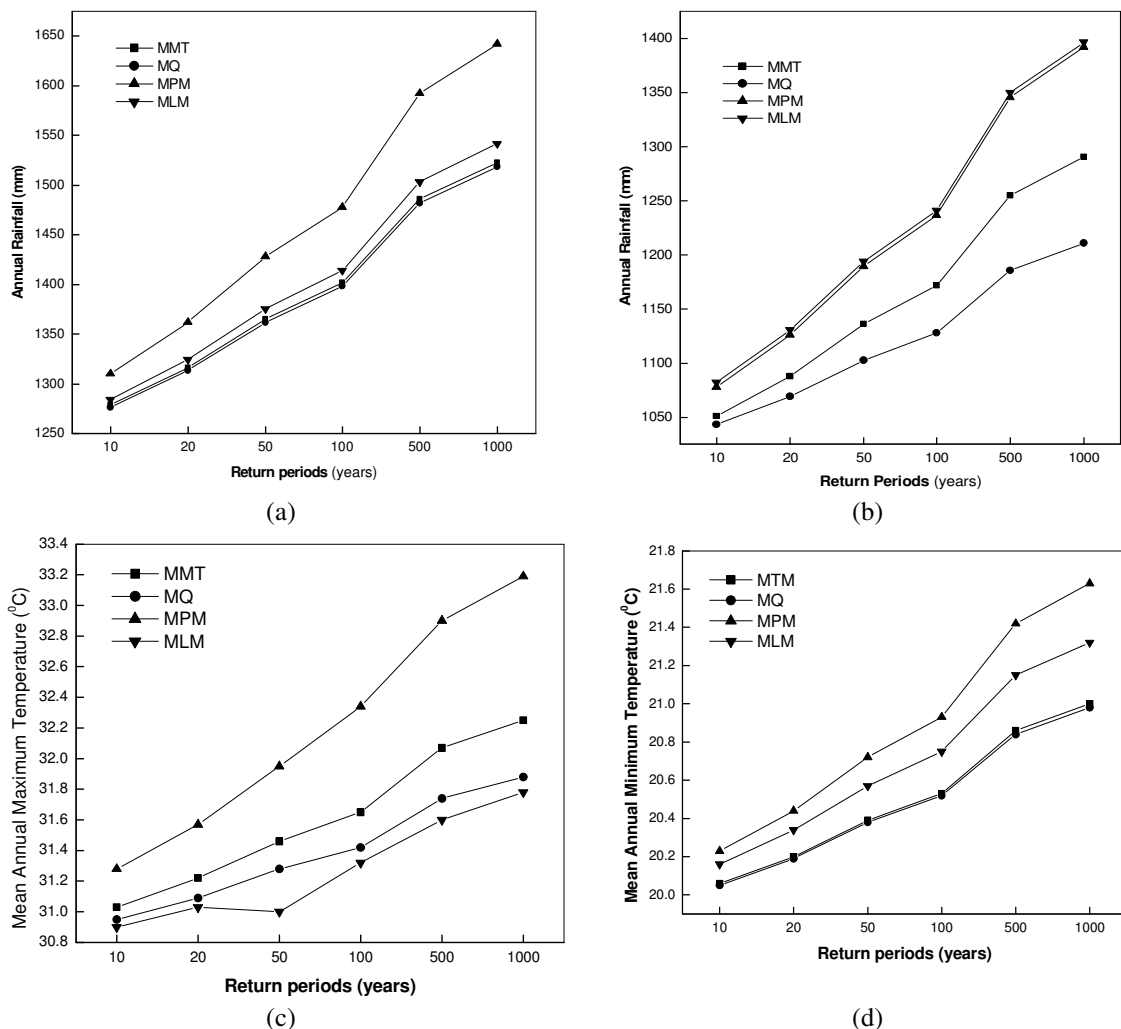 1650
1600
1550
1500
1450
1400
1350
1300
1250
Annual Rainfall (mm)
MMT
MQ
MPM
MLM
10 20 50 100 500 1000
Return periods (years)
(a)
1400
1350
1300
1250
1200
1150
1100
1050
Annual Rainfall (mm)
MMT
MQ
MPM
MLM
10 20 50 100 500 1000
Return Periods (years)
(b)
33.4
33.2
33.0
32.8
32.6
32.4
32.2
32.0
31.8
31.6
31.4
31.2
31.0
30.8
Mean Annual Maximum Temperature (⁰C)
MMT
MQ
MPM
MLM
10 20 50 100 500 1000
Return periods (years)
(c)
21.8
21.6
21.4
21.2
21.0
20.8
20.6
20.4
20.2
20.0
Mean Annual Minimum Temperature (⁰C)
MTM
MQ
MPM
MLM
10 20 50 100 500 1000
Return periods (years)
(d)